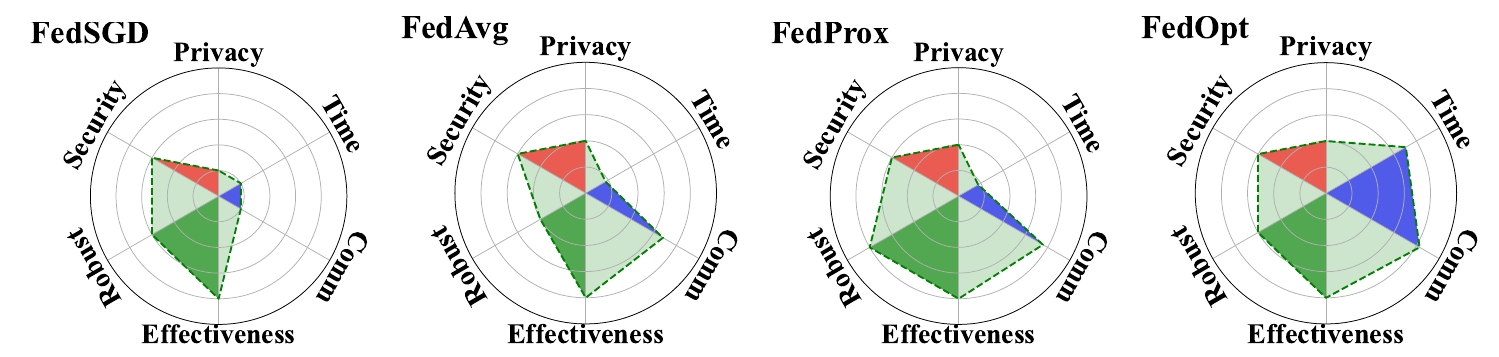 FedSGD
Privacy
Time
Comm
Effectiveness
Robust
Security
FedAvg
Privacy
Time
Comm
Effectiveness
Robust
Security
FedProx
Privacy
Time
Comm
Effectiveness
Robust
Security
FedOpt
Privacy
Time
Comm
Effectiveness
Robust
Security